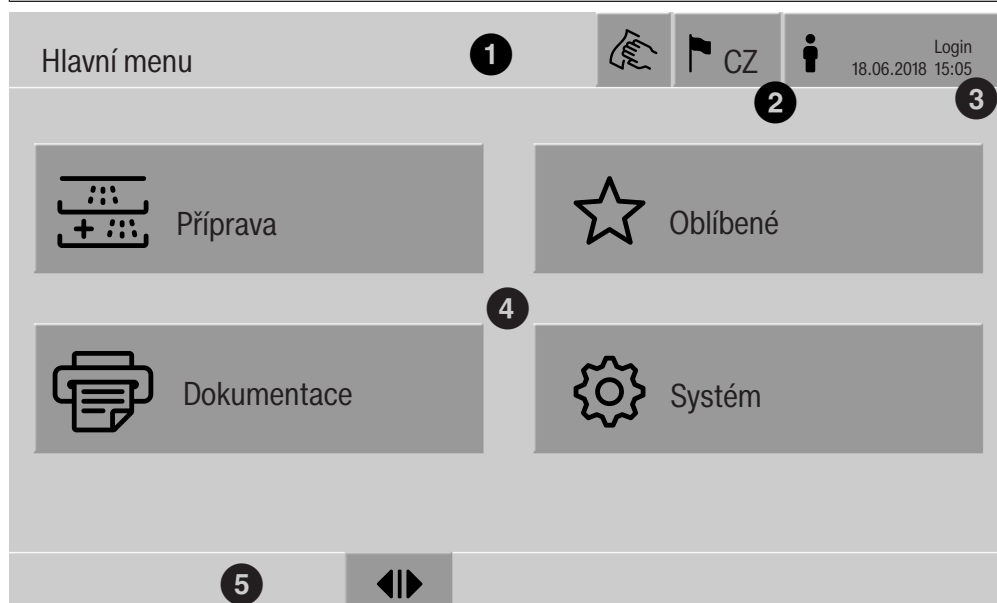 Hlavní menu
1
CZ
Login
18.06.2018 15:05
2
3
Příprava
Oblíbené
4
Dokumentace
Systém
5